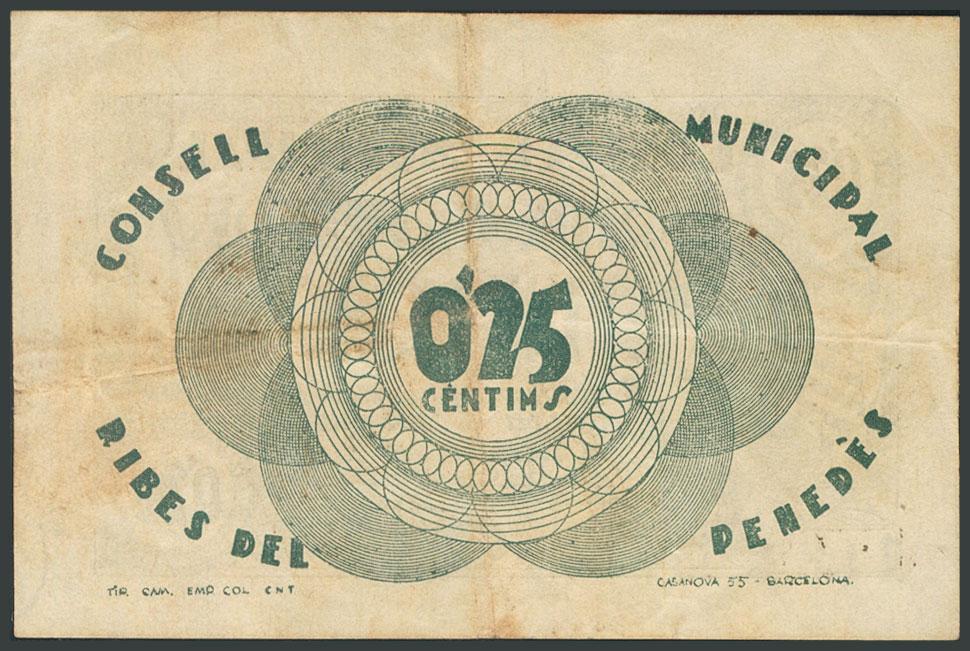 CONSELL
MUNICIPAL
0'25
CÈNTIMS
RIBES DEL
PENEDÈS
TIP. CAM. EMP. COL CNT
CASANOVA 55 - BARCELONA.